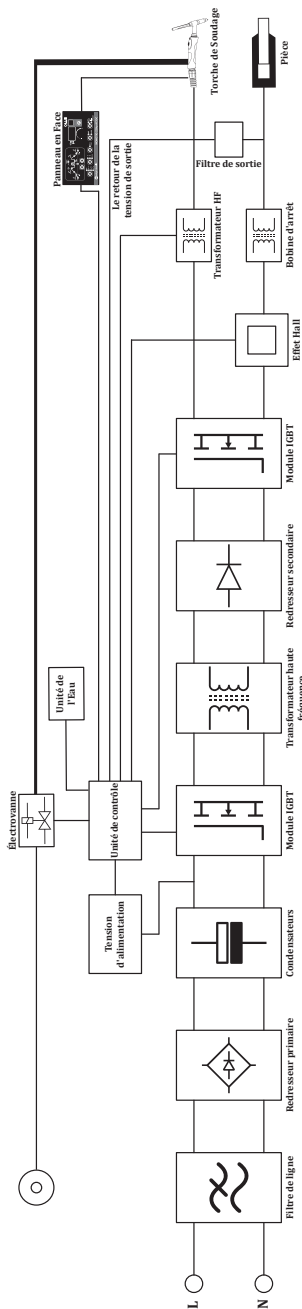 Électrovanne
Unité de
l'Eau
Panneau en Face
Torche de Soudage
Pièce
Tension
d'alimentation
Unité de contrôle
Le retour de la
tension de sortie
Filtre de sortie
Transformateur HF
Bobine d'arrêt
Effet Hall
L
N
Filtre de ligne
Redresseur primaire
Condensateurs
Module IGBT
Transformateur haute
fréquence
Redresseur secondaire
Module IGBT